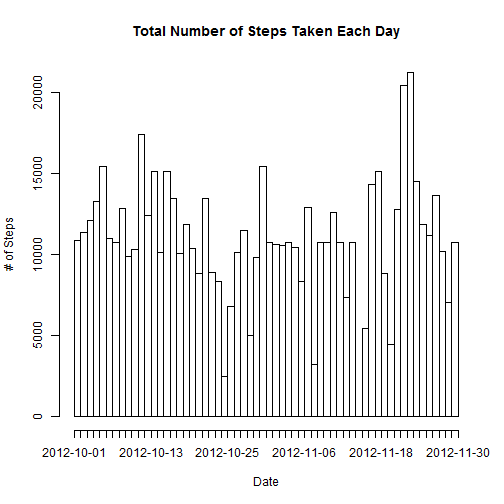 Total Number of Steps Taken Each Day
# of Steps
20000
15000
10000
5000
0
2012-10-01 2012-10-13 2012-10-25 2012-11-06 2012-11-18 2012-11-30
Date